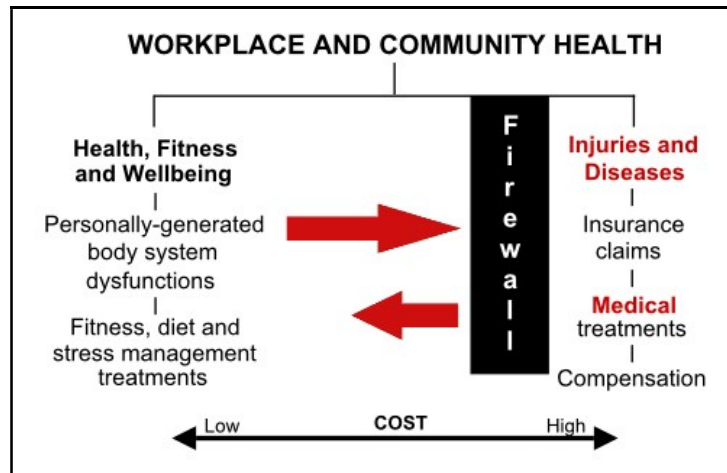 WORKPLACE AND COMMUNITY HEALTH
Health, Fitness
and Wellbeing
Personally-generated
body system
dysfunctions
Fitness, diet and
stress management
treatments
Firewall
Injuries and
Diseases
Insurance
claims
Medical
treatments
Compensation
Low COST High